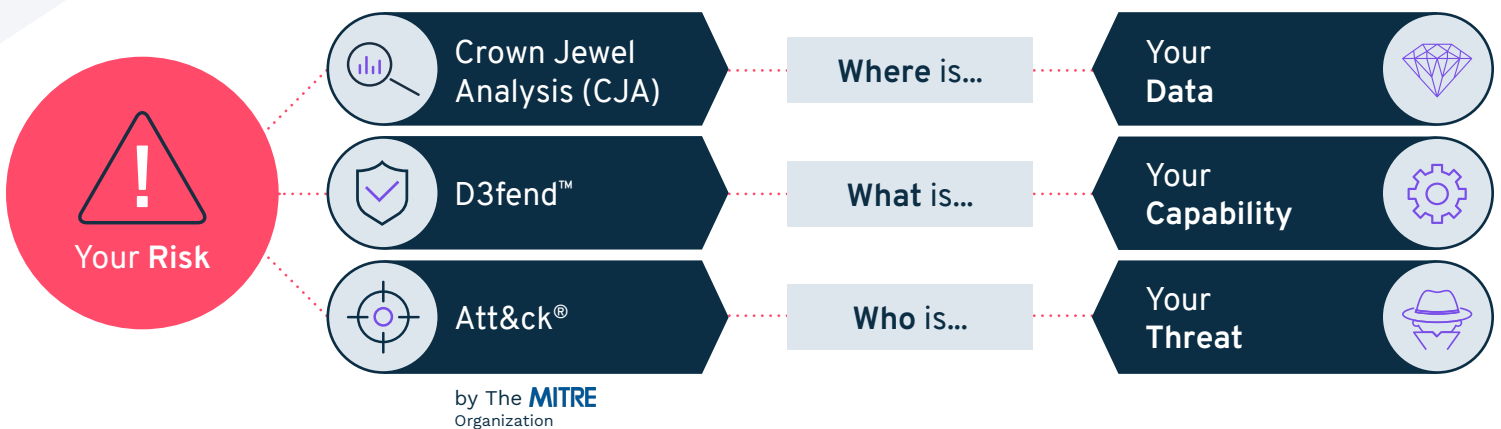 Your Risk
Crown Jewel
Analysis (CJA)
Where is...
Your
Data
D3fend™
What is...
Your
Capability
Att&ck®
Who is...
Your
Threat
by The MITRE
Organization